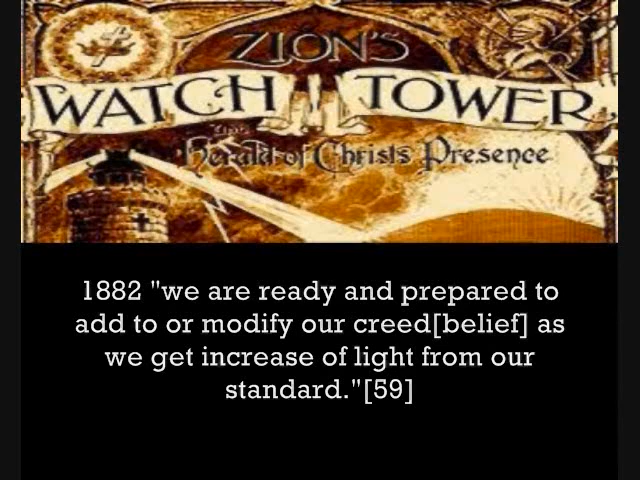 ZION'S
WATCH TOWER
And
Herald of Christ's Presence
1882 "we are ready and prepared to
add to or modify our creed[belief] as
we get increase of light from our
standard."[59]